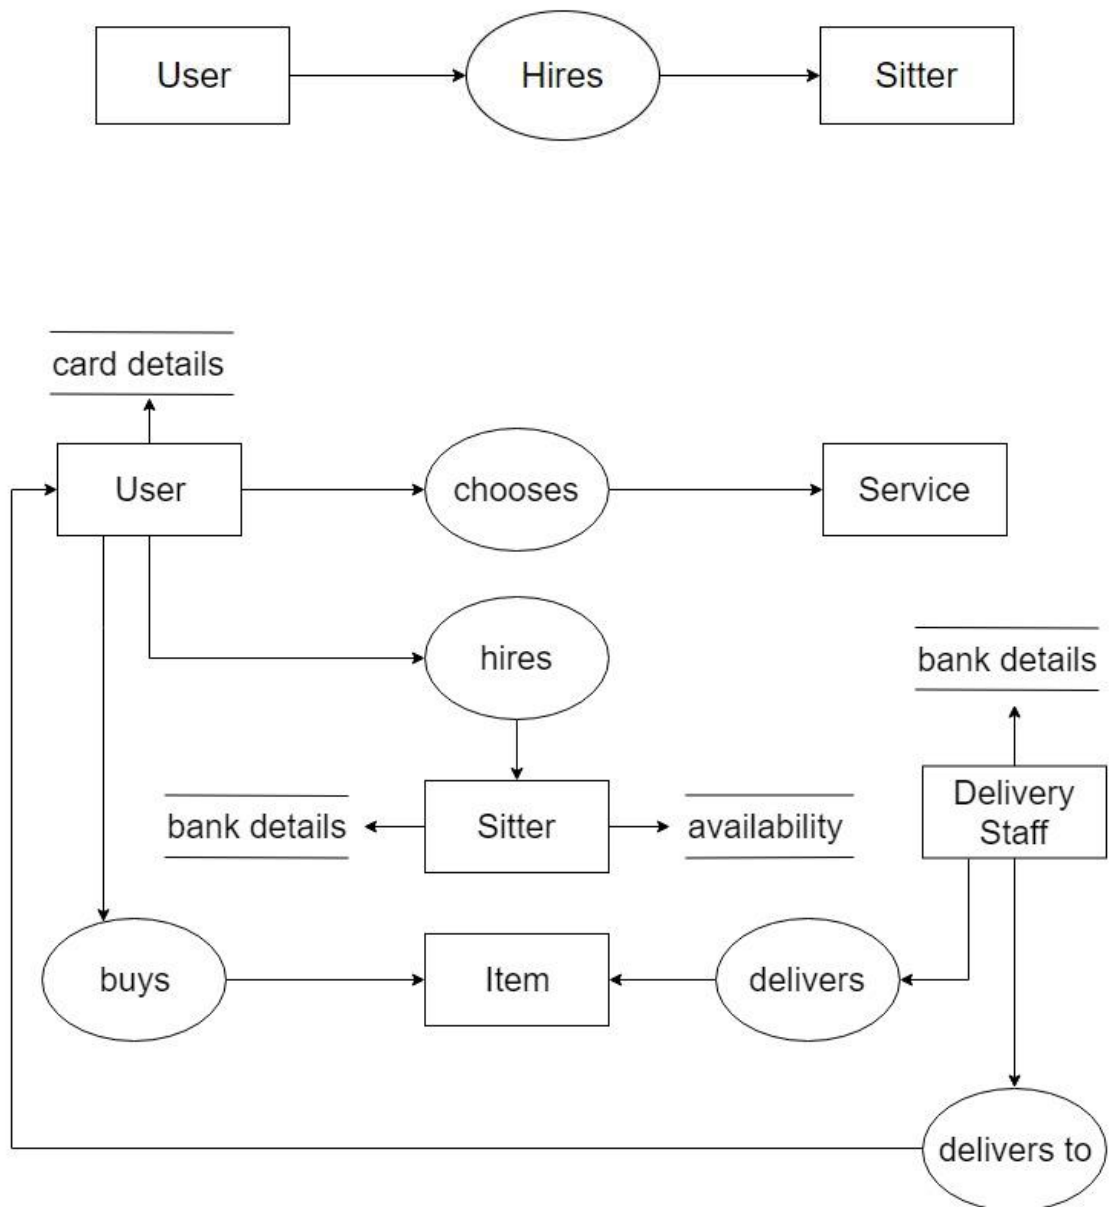 User
Hires
Sitter
card details
User
chooses
Service
hires
bank details
bank details
Sitter
availability
Delivery
Staff
buys
Item
delivers
delivers to